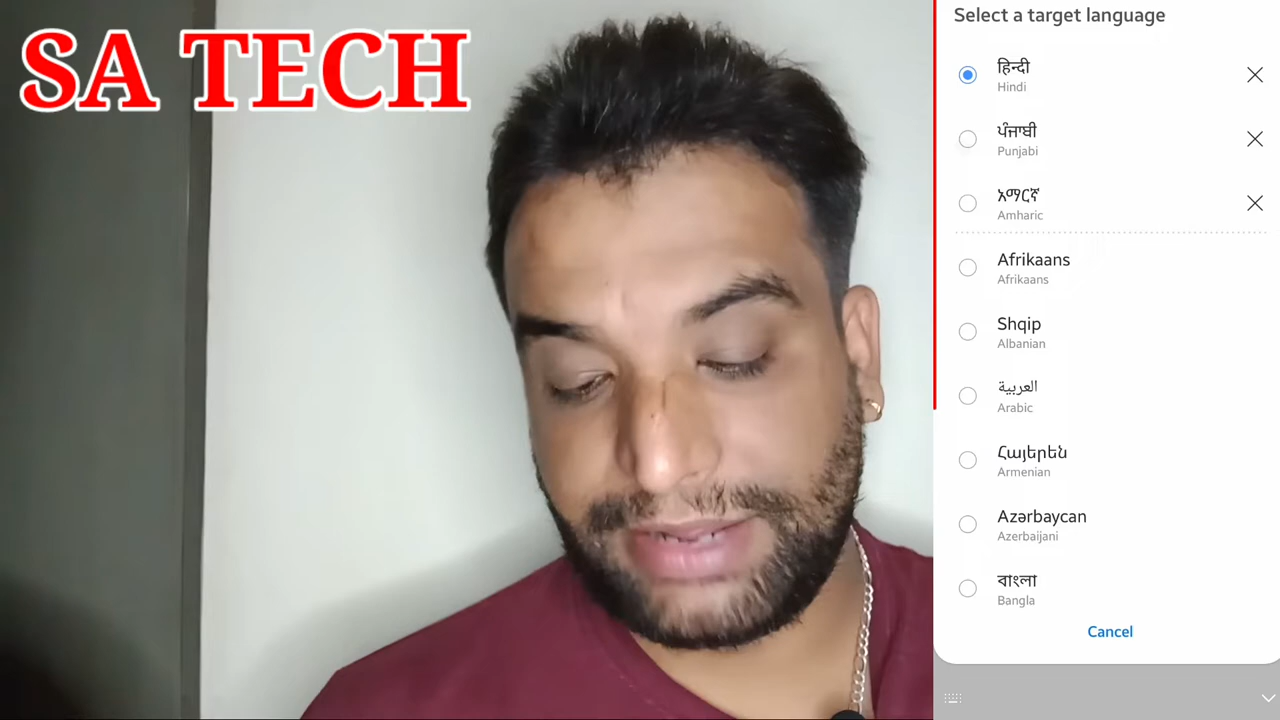 SA TECH
Select a target language
हिन्दी
Hindi
ਪੰਜਾਬੀ
Punjabi
አማርኛ
Amharic
Afrikaans
Afrikaans
Shqip
Albanian
العربية
Arabic
Հայերեն
Armenian
Azərbaycan
Azerbaijani
বাংলা
Bangla
Cancel